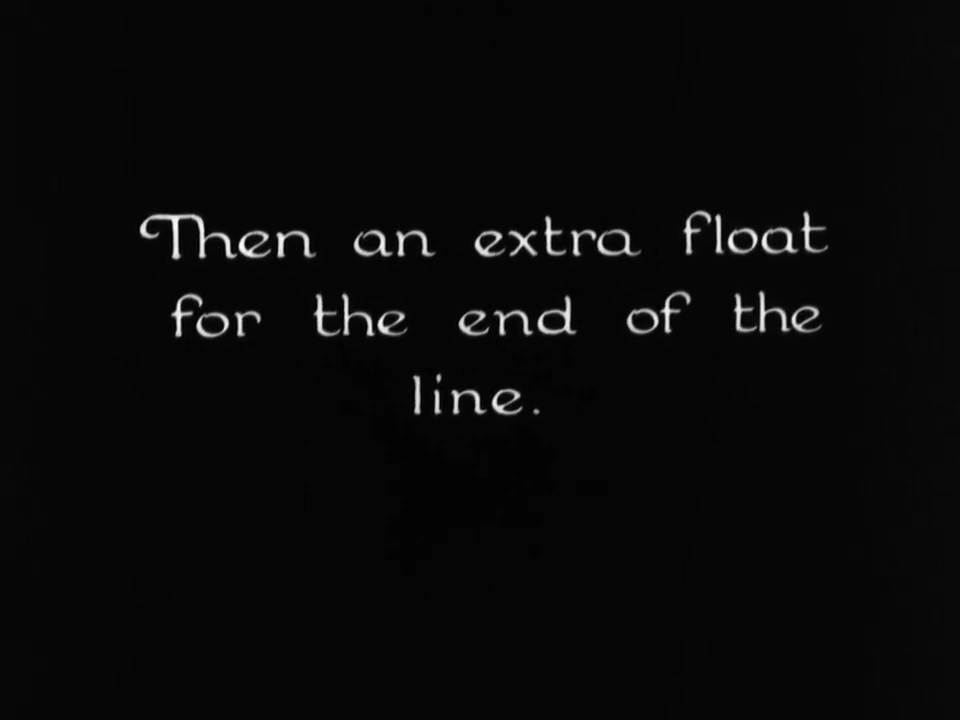 Then an extra float
for the end of the
line.